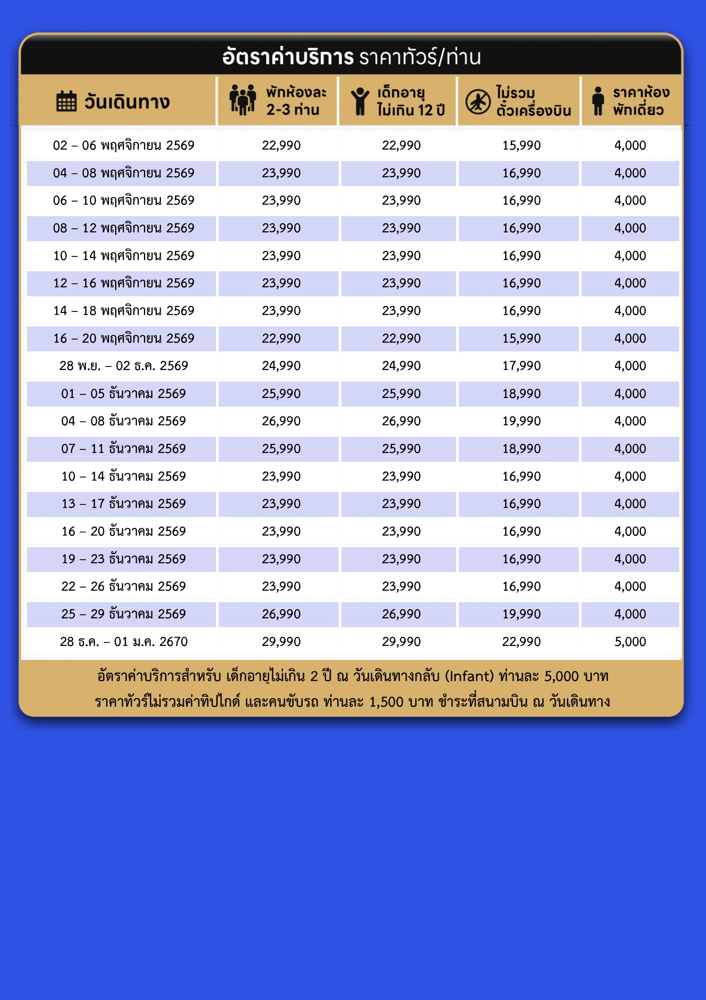 อัตราค่าบริการ ราคาทัวร์/ท่าน
วันเดินทาง พักห้องละ 2-3 ท่าน เด็กอายุ ไม่เกิน 12 ปี ไม่รวม ตั๋วเครื่องบิน ราคาห้อง พักเดี่ยว
02 – 06 พฤศจิกายน 2569 22,990 22,990 15,990 4,000
04 – 08 พฤศจิกายน 2569 23,990 23,990 16,990 4,000
06 – 10 พฤศจิกายน 2569 23,990 23,990 16,990 4,000
08 – 12 พฤศจิกายน 2569 23,990 23,990 16,990 4,000
10 – 14 พฤศจิกายน 2569 23,990 23,990 16,990 4,000
12 – 16 พฤศจิกายน 2569 23,990 23,990 16,990 4,000
14 – 18 พฤศจิกายน 2569 23,990 23,990 16,990 4,000
16 – 20 พฤศจิกายน 2569 22,990 22,990 15,990 4,000
28 พ.ย. – 02 ธ.ค. 2569 24,990 24,990 17,990 4,000
01 – 05 ธันวาคม 2569 25,990 25,990 18,990 4,000
04 – 08 ธันวาคม 2569 26,990 26,990 19,990 4,000
07 – 11 ธันวาคม 2569 25,990 25,990 18,990 4,000
10 – 14 ธันวาคม 2569 23,990 23,990 16,990 4,000
13 – 17 ธันวาคม 2569 23,990 23,990 16,990 4,000
16 – 20 ธันวาคม 2569 23,990 23,990 16,990 4,000
19 – 23 ธันวาคม 2569 23,990 23,990 16,990 4,000
22 – 26 ธันวาคม 2569 23,990 23,990 16,990 4,000
25 – 29 ธันวาคม 2569 26,990 26,990 19,990 4,000
28 ธ.ค. – 01 ม.ค. 2670 29,990 29,990 22,990 5,000
อัตราค่าบริการสำหรับ เด็กอายุไม่เกิน 2 ปี ณ วันเดินทางกลับ (Infant) ท่านละ 5,000 บาท
ราคาทัวร์ไม่รวมค่าทิปไกด์ และคนขับรถ ท่านละ 1,500 บาท ชำระที่สนามบิน ณ วันเดินทาง